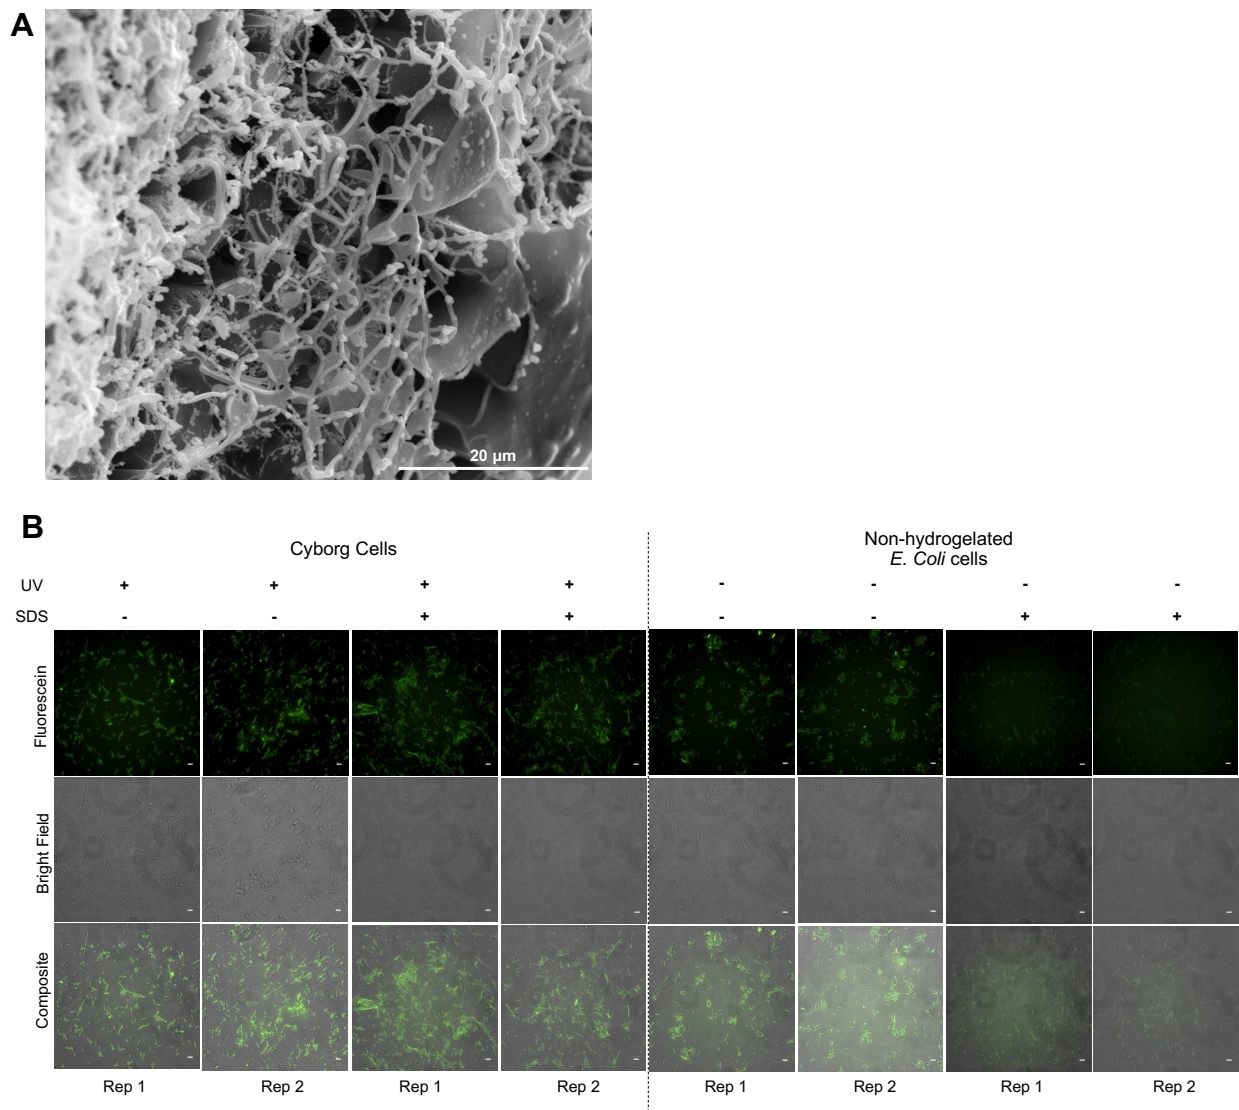 A
20 µm
B
Cyborg Cells
Non-hydrogelated
E. Coli cells
UV + + + + - - - -
SDS - - + + - - + +
Fluorescein
Bright Field
Composite
Rep 1 Rep 2 Rep 1 Rep 2 Rep 1 Rep 2 Rep 1 Rep 2